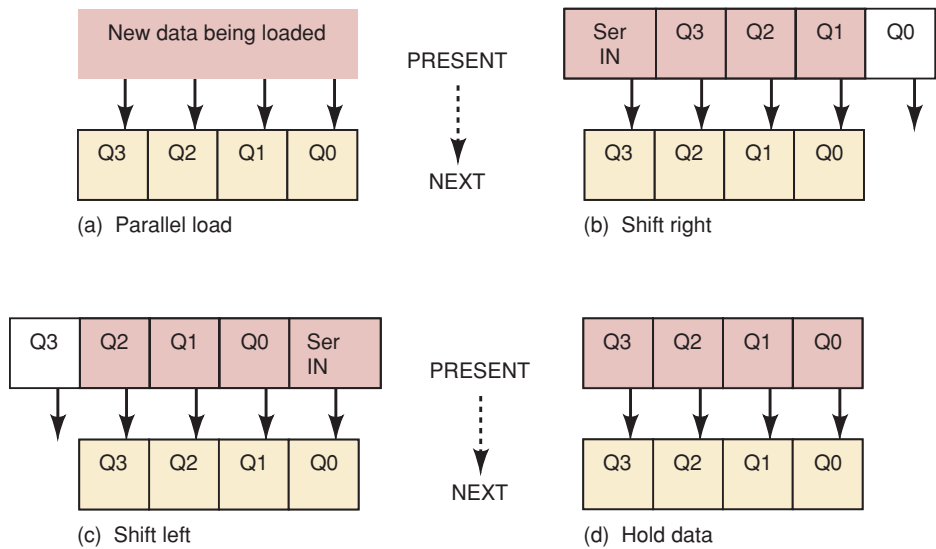 New data being loaded
Q3 Q2 Q1 Q0
(a) Parallel load
PRESENT
NEXT
Ser
IN
Q3 Q2 Q1 Q0
Q3 Q2 Q1 Q0
(b) Shift right
Q3 Q2 Q1 Q0 Ser
IN
Q3 Q2 Q1 Q0
(c) Shift left
PRESENT
NEXT
Q3 Q2 Q1 Q0
Q3 Q2 Q1 Q0
(d) Hold data